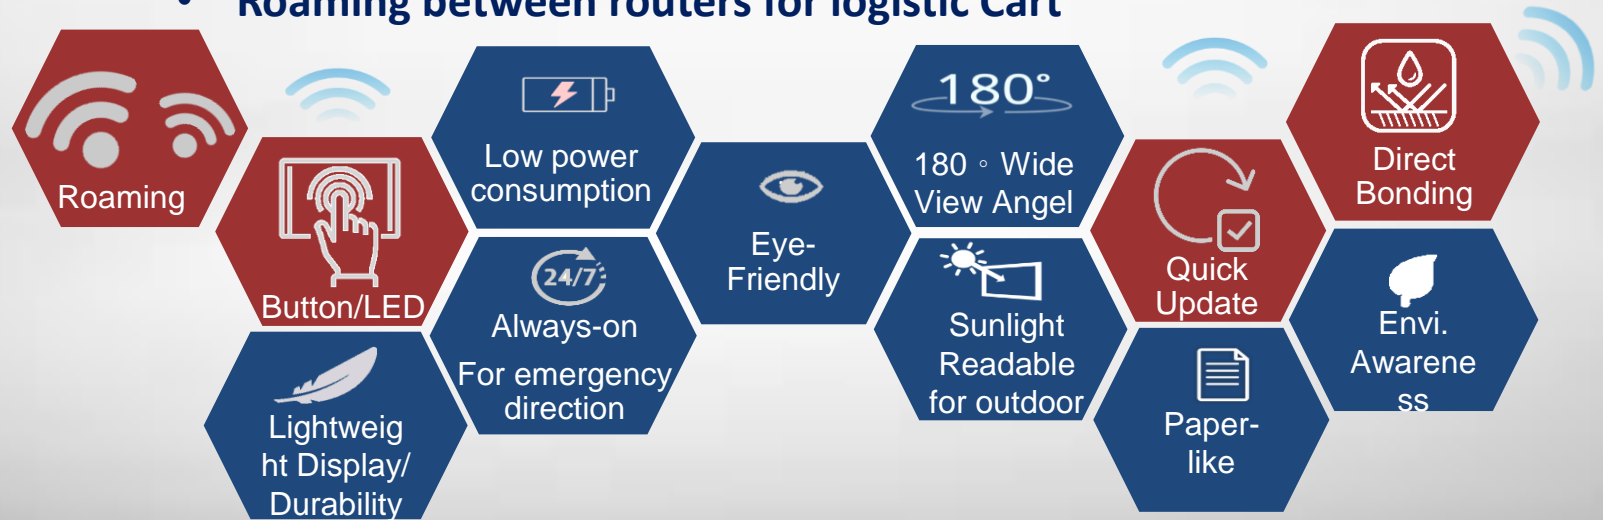 • Roaming between routers for logistic Cart
Roaming
Button/LED
Lightweig
ht Display/
Durability
Low power
consumption
24/7
Always-on
For emergency
direction
Eye-
Friendly
180°
180 ◦ Wide
View Angel
Sunlight
Readable
for outdoor
Quick
Update
Paper-
like
Direct
Bonding
Envi.
Awarene
ss